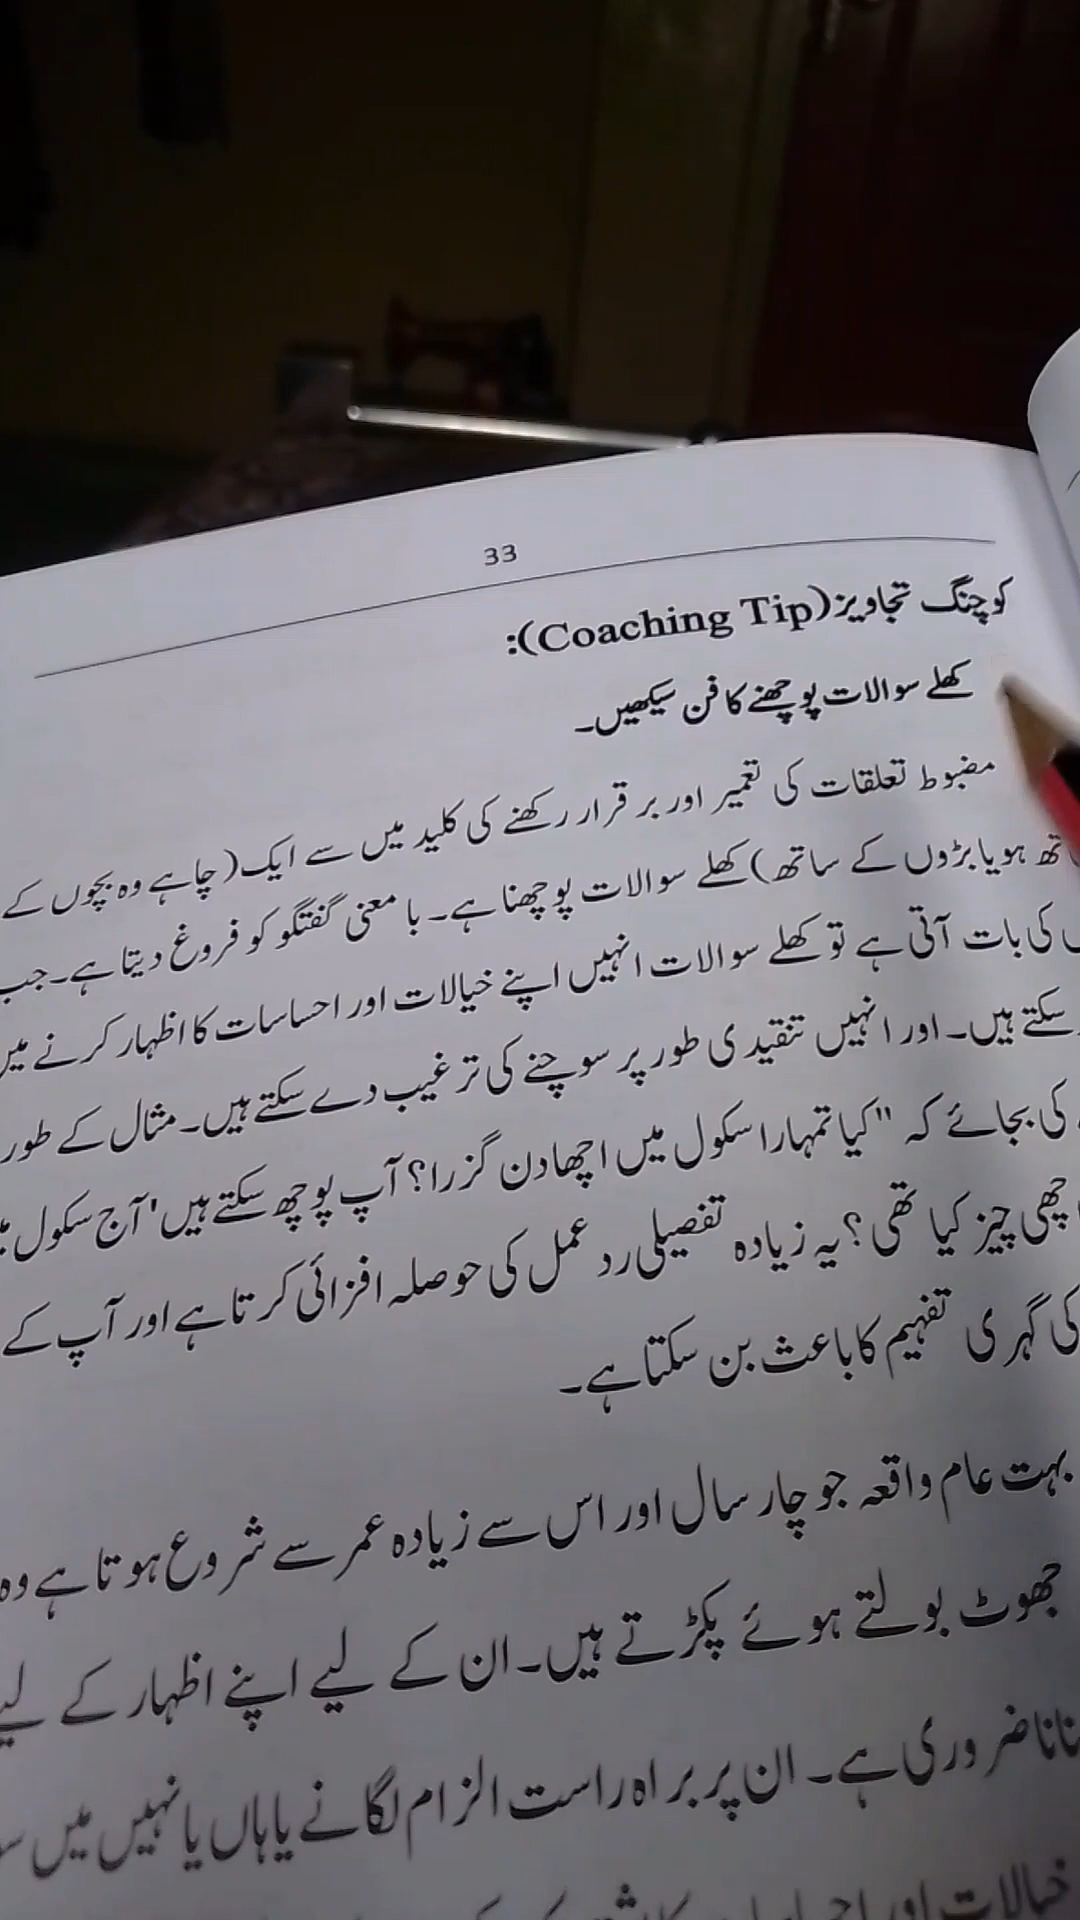 33
کوچنگ تجاویز(Coaching Tip):
کھلے سوالات پوچھنے کا فن سیکھیں۔
مضبوط تعلقات کی تعمیر اور برقرار رکھنے کی کلید میں سے ایک (چاہے وہ بچوں کے
ہو یا بڑوں کے ساتھ) کھلے سوالات پوچھنا ہے۔ با معنی گفتگو کو فروغ دیتا ہے۔ جب
کی بات آتی ہے تو کھلے سوالات انہیں اپنے خیالات اور احساسات کا اظہار کرنے میں
سکتے ہیں۔ اور انہیں تنقیدی طور پر سوچنے کی ترغیب دے سکتے ہیں۔ مثال کے طور
کی بجائے کہ "کیا تمہارا سکول میں اچھا دن گزرا؟ آپ پوچھ سکتے ہیں' آج سکول
چیز کیا تھی؟ یہ زیادہ تفصیلی رد عمل کی حوصلہ افزائی کرتا ہے اور آپ کے
کی گہری تفہیم کا باعث بن سکتا ہے۔
بہت عام واقعہ جو چار سال اور اس سے زیادہ عمر سے شروع ہوتا ہے وہ
جھوٹ بولتے ہوئے پکڑتے ہیں۔ ان کے لیے اپنے اظہار کے لیے
ضروری ہے۔ ان پر براہ راست الزام لگانے یا ہاں یا نہیں میں
خیالات اور